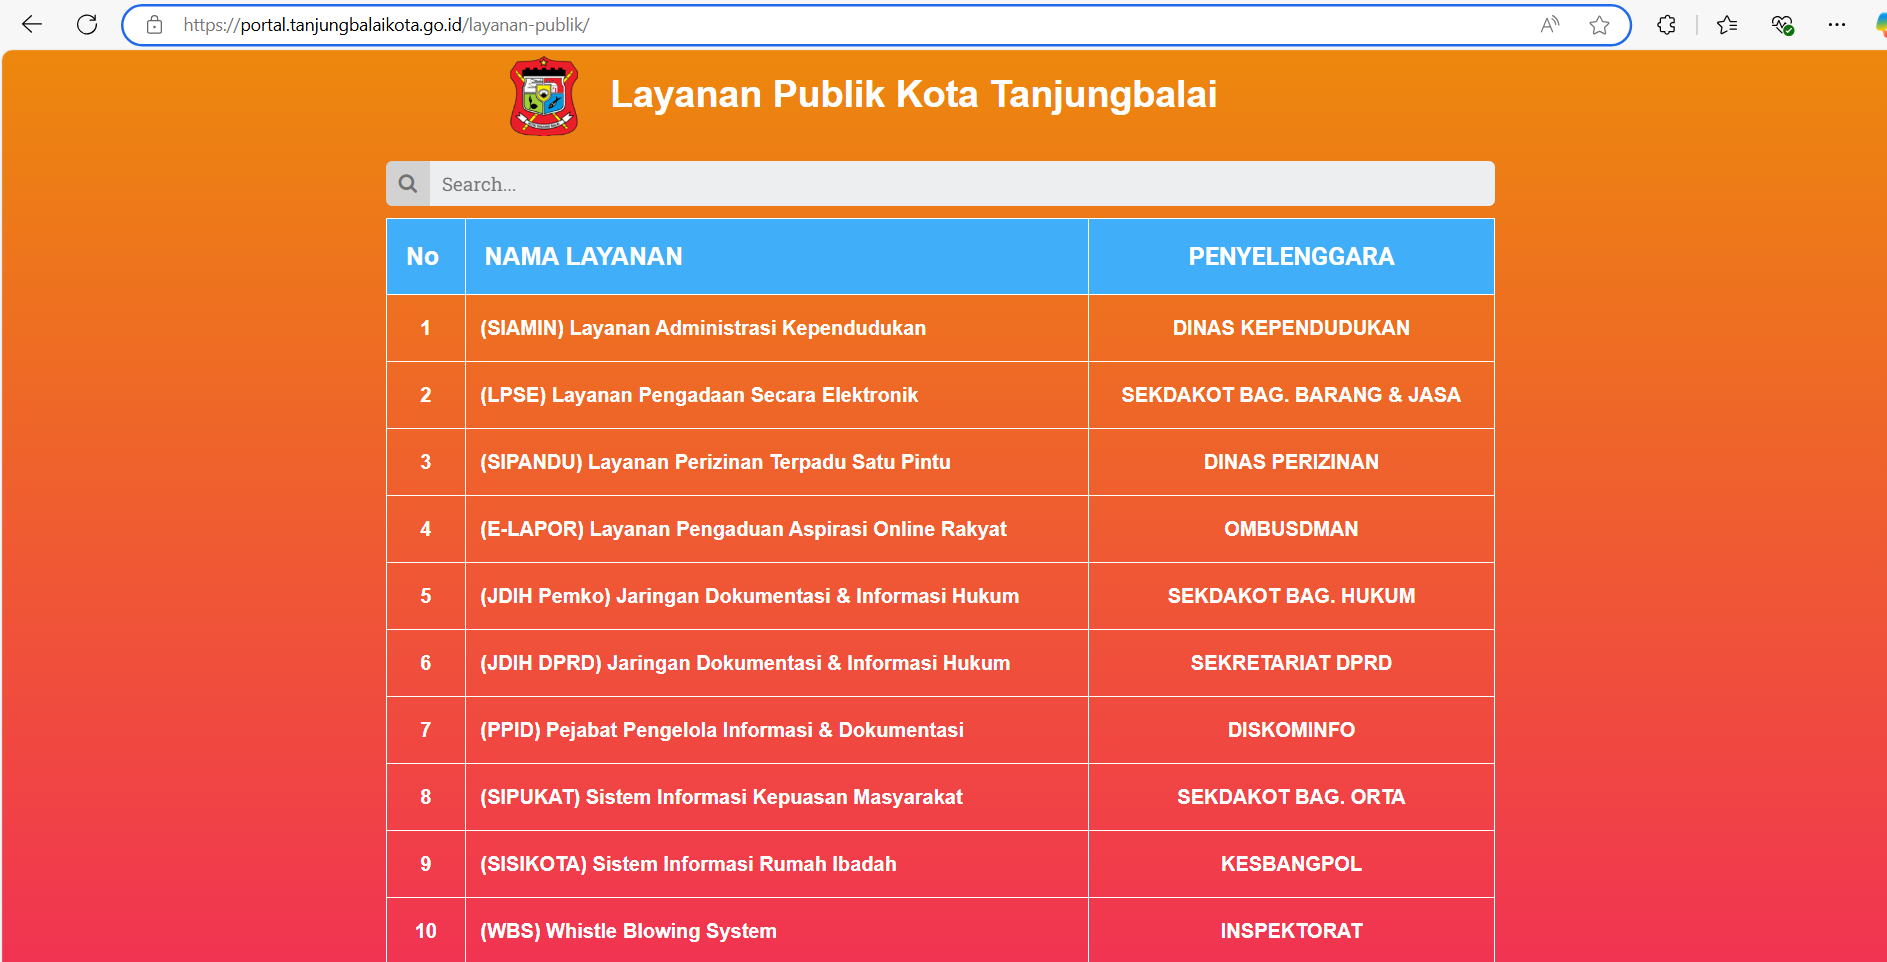 https://portal.tanjungbalaikota.go.id/layanan-publik/
Layanan Publik Kota Tanjungbalai
Search...
No NAMA LAYANAN PENYELENGGARA
1 (SIAMIN) Layanan Administrasi Kependudukan DINAS KEPENDUDUKAN
2 (LPSE) Layanan Pengadaan Secara Elektronik SEKDAKOT BAG. BARANG & JASA
3 (SIPANDU) Layanan Perizinan Terpadu Satu Pintu DINAS PERIZINAN
4 (E-LAPOR) Layanan Pengaduan Aspirasi Online Rakyat OMBUSDMAN
5 (JDIH Pemko) Jaringan Dokumentasi & Informasi Hukum SEKDAKOT BAG. HUKUM
6 (JDIH DPRD) Jaringan Dokumentasi & Informasi Hukum SEKRETARIAT DPRD
7 (PPID) Pejabat Pengelola Informasi & Dokumentasi DISKOMINFO
8 (SIPUKAT) Sistem Informasi Kepuasan Masyarakat SEKDAKOT BAG. ORTA
9 (SISIKOTA) Sistem Informasi Rumah Ibadah KESBANGPOL
10 (WBS) Whistle Blowing System INSPEKTORAT